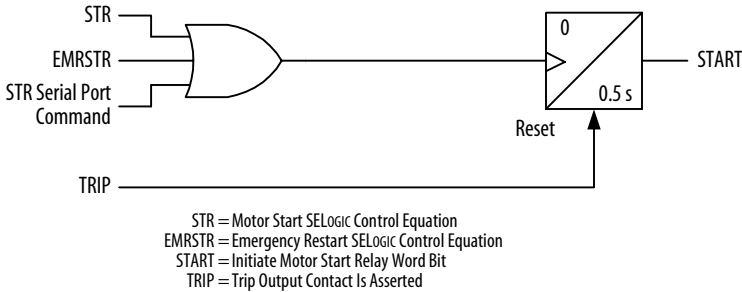 STR
EMRSTR
STR Serial Port
Command
TRIP
0
0.5 s
START
Reset
STR = Motor Start SELOGIC Control Equation
EMRSTR = Emergency Restart SELOGIC Control Equation
START = Initiate Motor Start Relay Word Bit
TRIP = Trip Output Contact Is Asserted